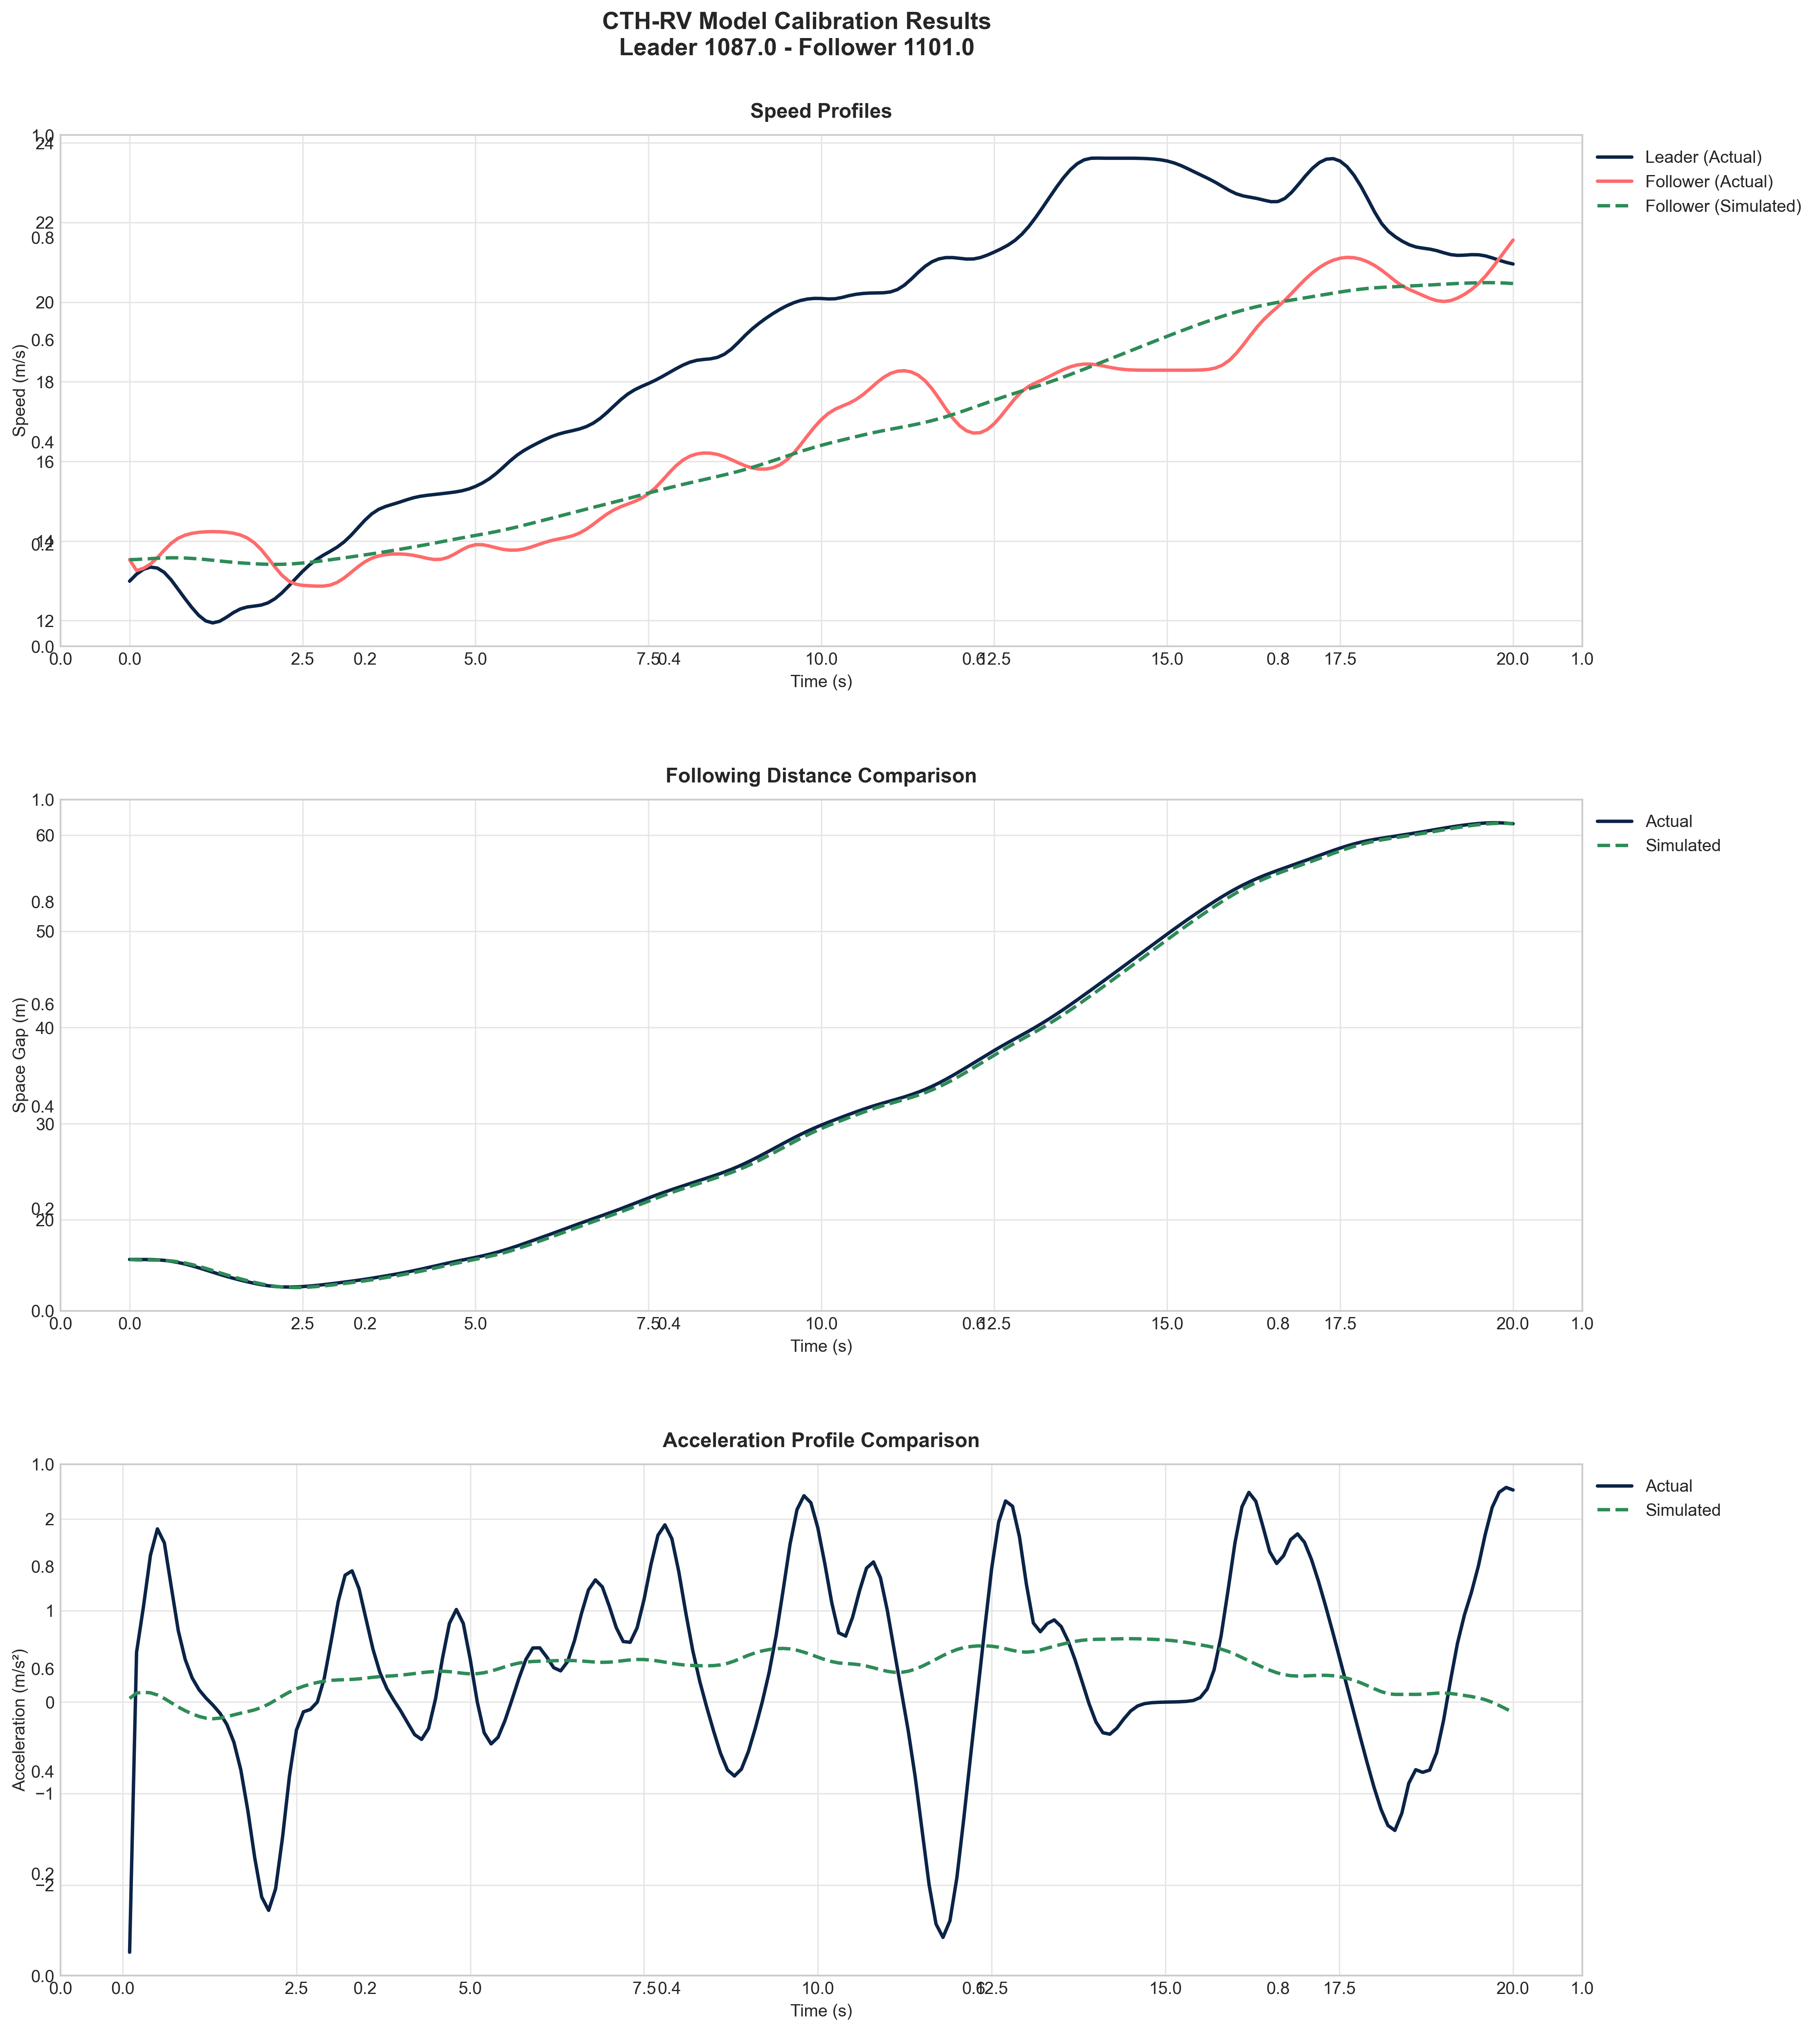 CTH-RV Model Calibration Results
Leader 1087.0 - Follower 1101.0
Speed Profiles
1.0
24
22
0.8
20
0.6
18
0.4
16
14
0.2
12
0.0
Speed (m/s)
0.0 0.0 2.5 0.2 5.0 7.5 0.4 10.0 0.6 12.5 15.0 0.8 17.5 20.0 1.0
Time (s)
Leader (Actual)
Follower (Actual)
Follower (Simulated)
Following Distance Comparison
1.0
60
0.8
50
0.6
40
0.4
30
0.2
20
0.0
Space Gap (m)
0.0 0.0 2.5 0.2 5.0 7.5 0.4 10.0 0.6 12.5 15.0 0.8 17.5 20.0 1.0
Time (s)
Actual
Simulated
Acceleration Profile Comparison
1.0
2
0.8
1
0.6
0
0.4
−1
0.2
−2
0.0
Acceleration (m/s²)
0.0 0.0 2.5 0.2 5.0 7.5 0.4 10.0 0.6 12.5 15.0 0.8 17.5 20.0 1.0
Time (s)
Actual
Simulated